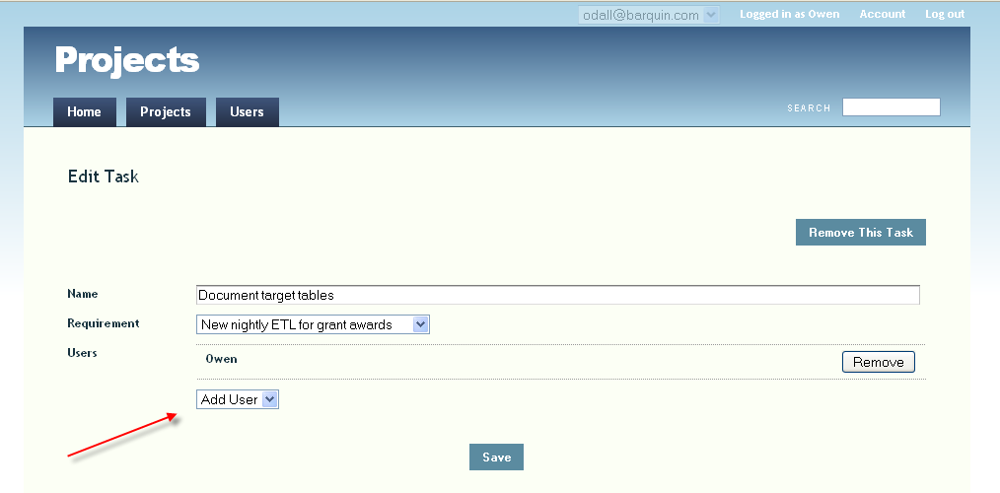 odall@barquin.com Logged in as Owen Account Log out
Projects
Home Projects Users SEARCH
Edit Task
Remove This Task
Name Document target tables
Requirement New nightly ETL for grant awards
Users Owen Remove
Add User
Save